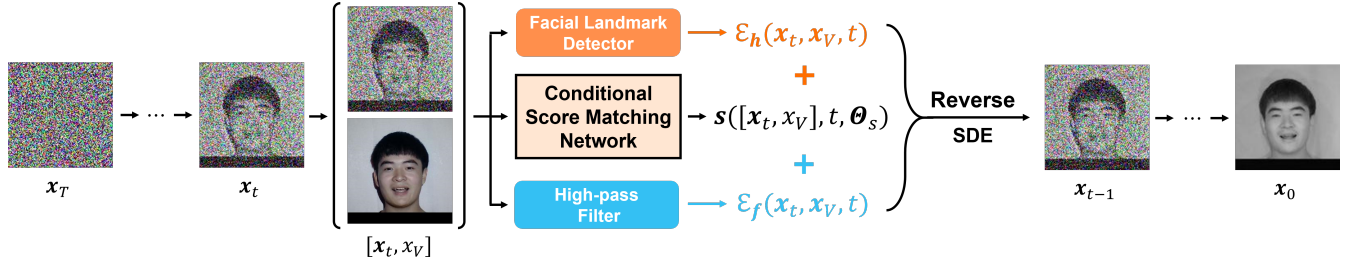 Facial Landmark
Detector
ℰ_h(x_t, x_V, t)
+
x_T
...
x_t
Conditional
Score Matching
Network
s([x_t, x_V], t, Θ_s)
Reverse
SDE
x_{t−1}
...
x_0
+
High-pass
Filter
ℰ_f(x_t, x_V, t)
[x_t, x_V]